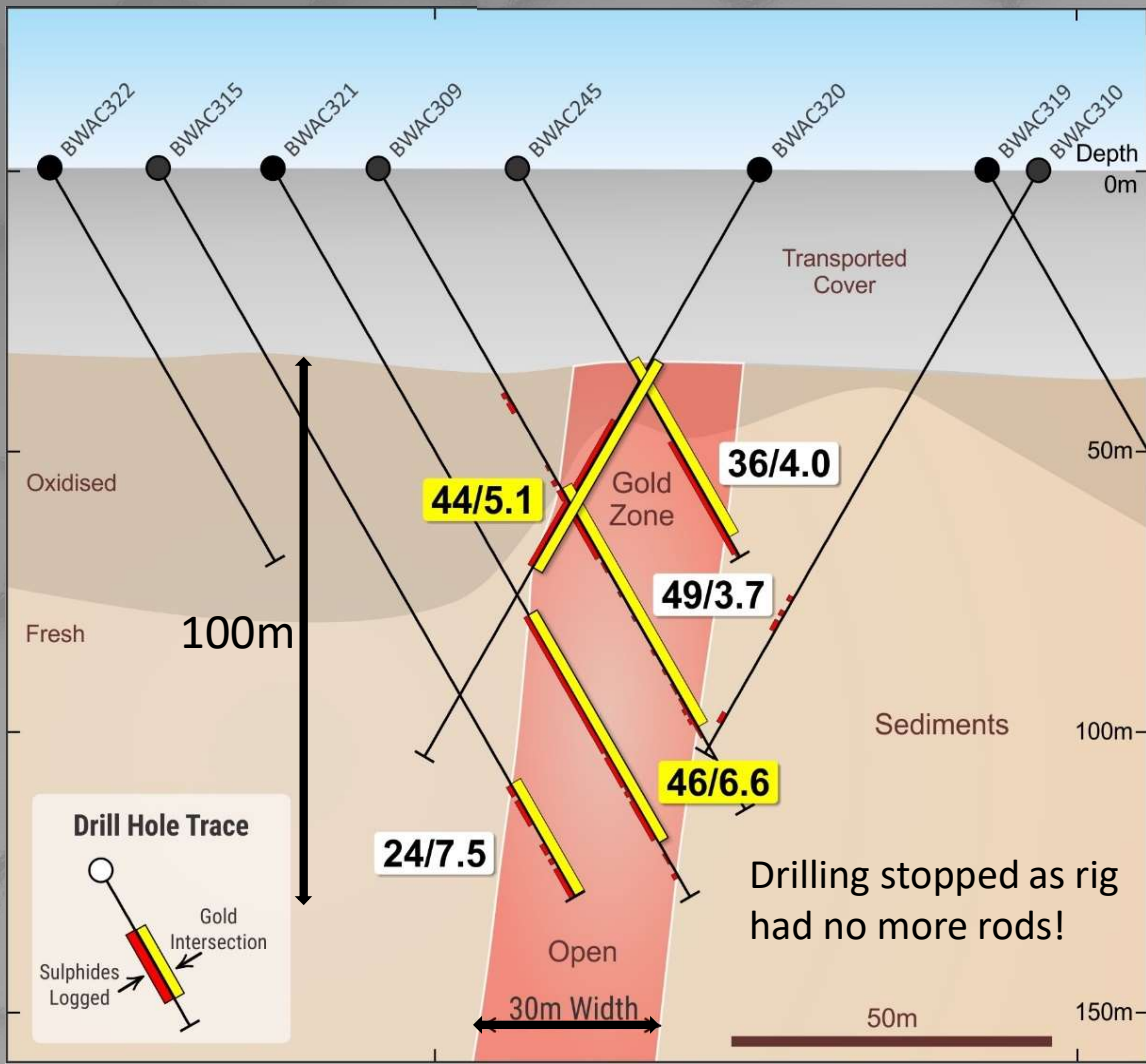 BWAC322
BWAC315
BWAC321
BWAC309
BWAC245
BWAC320
BWAC319
BWAC310
Depth
0m
Transported
Cover
50m
Oxidised
44/5.1
Gold
Zone
36/4.0
49/3.7
Fresh
100m
Sediments
100m
46/6.6
24/7.5
Drill Hole Trace
Gold
Intersection
Sulphides
Logged
Drilling stopped as rig
had no more rods!
Open
30m Width
50m
150m